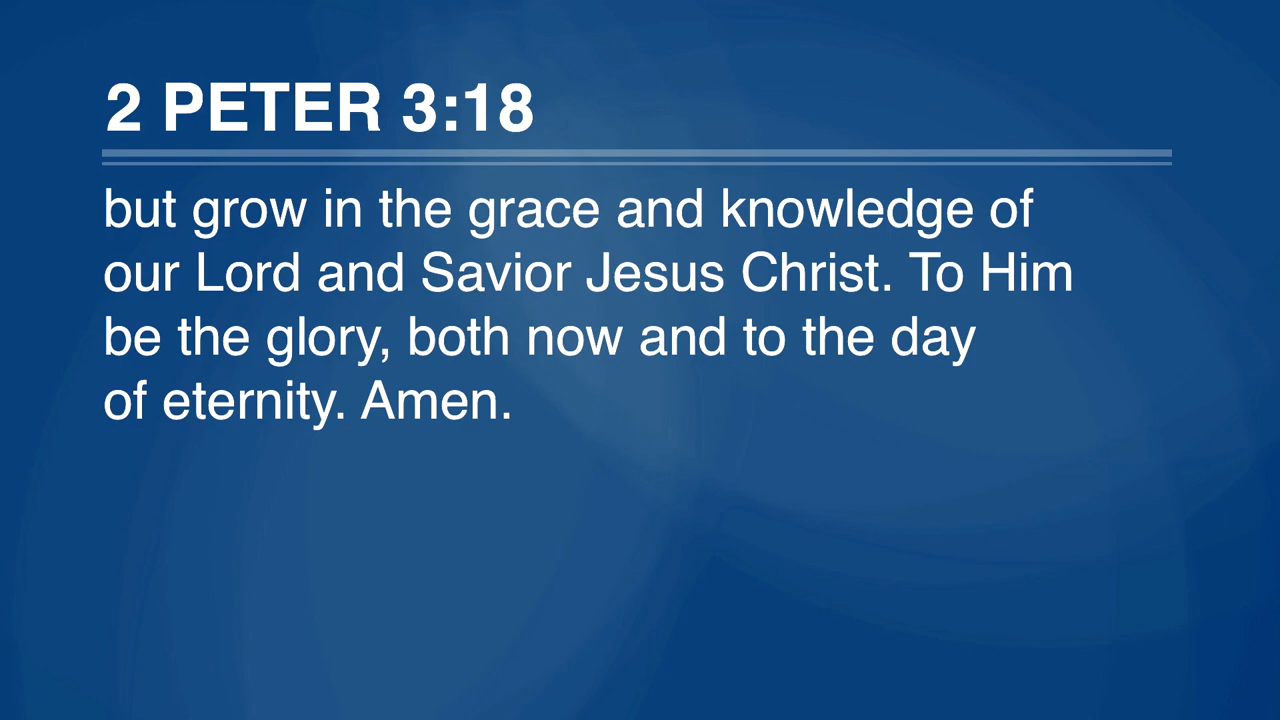 2 PETER 3:18
but grow in the grace and knowledge of
our Lord and Savior Jesus Christ. To Him
be the glory, both now and to the day
of eternity. Amen.